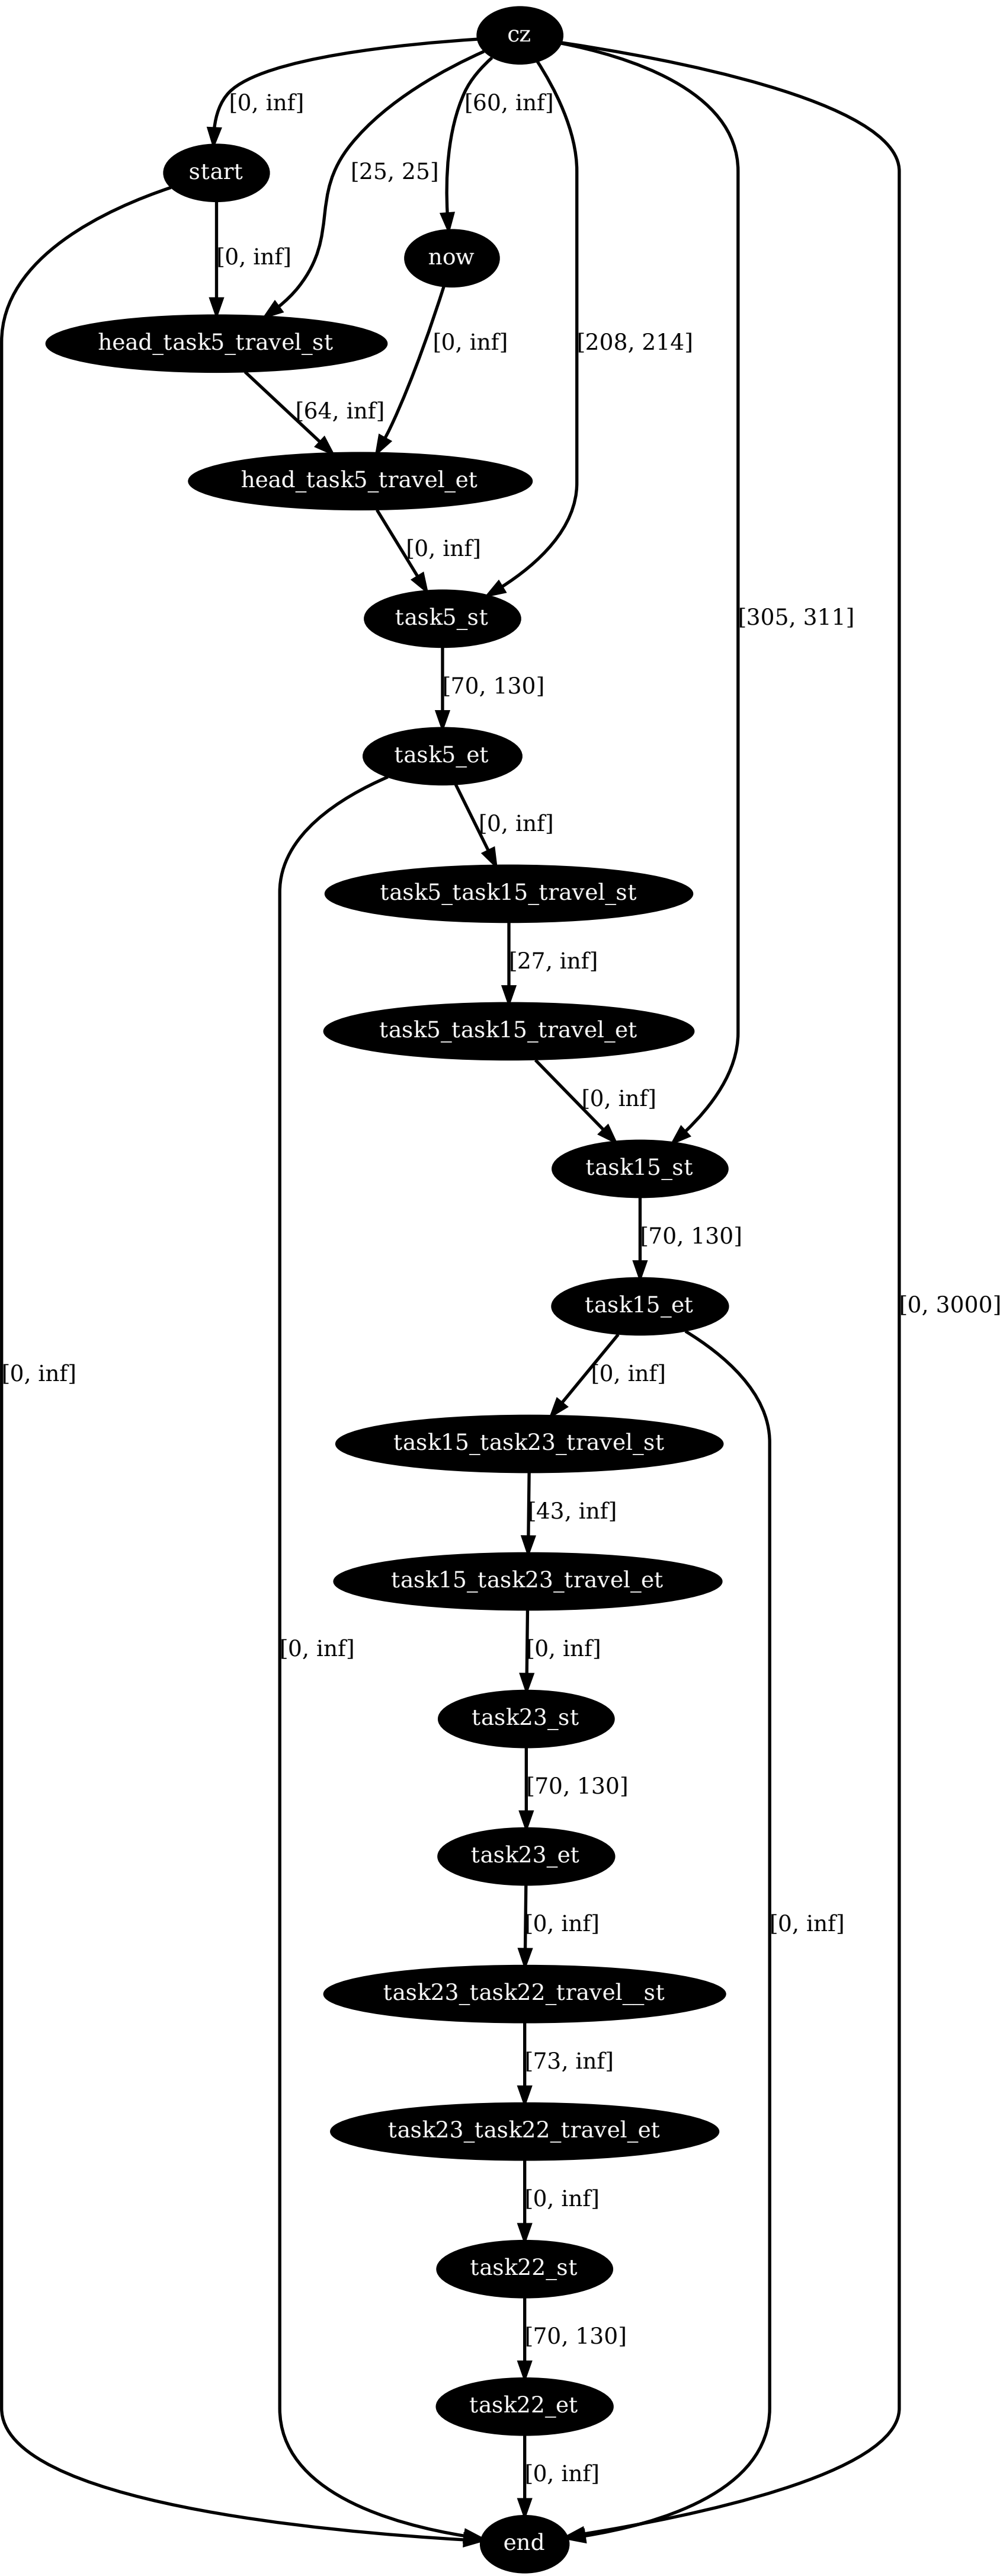 cz
[0, inf]
[60, inf]
start
[25, 25]
now
[0, inf]
head_task5_travel_st
[0, inf]
[208, 214]
[64, inf]
head_task5_travel_et
[0, inf]
task5_st
[305, 311]
[70, 130]
task5_et
[0, inf]
task5_task15_travel_st
[27, inf]
task5_task15_travel_et
[0, inf]
task15_st
[70, 130]
task15_et
[0, 3000]
[0, inf]
[0, inf]
task15_task23_travel_st
[43, inf]
task15_task23_travel_et
[0, inf]
[0, inf]
task23_st
[70, 130]
task23_et
[0, inf]
[0, inf]
task23_task22_travel__st
[73, inf]
task23_task22_travel_et
[0, inf]
task22_st
[70, 130]
task22_et
[0, inf]
end